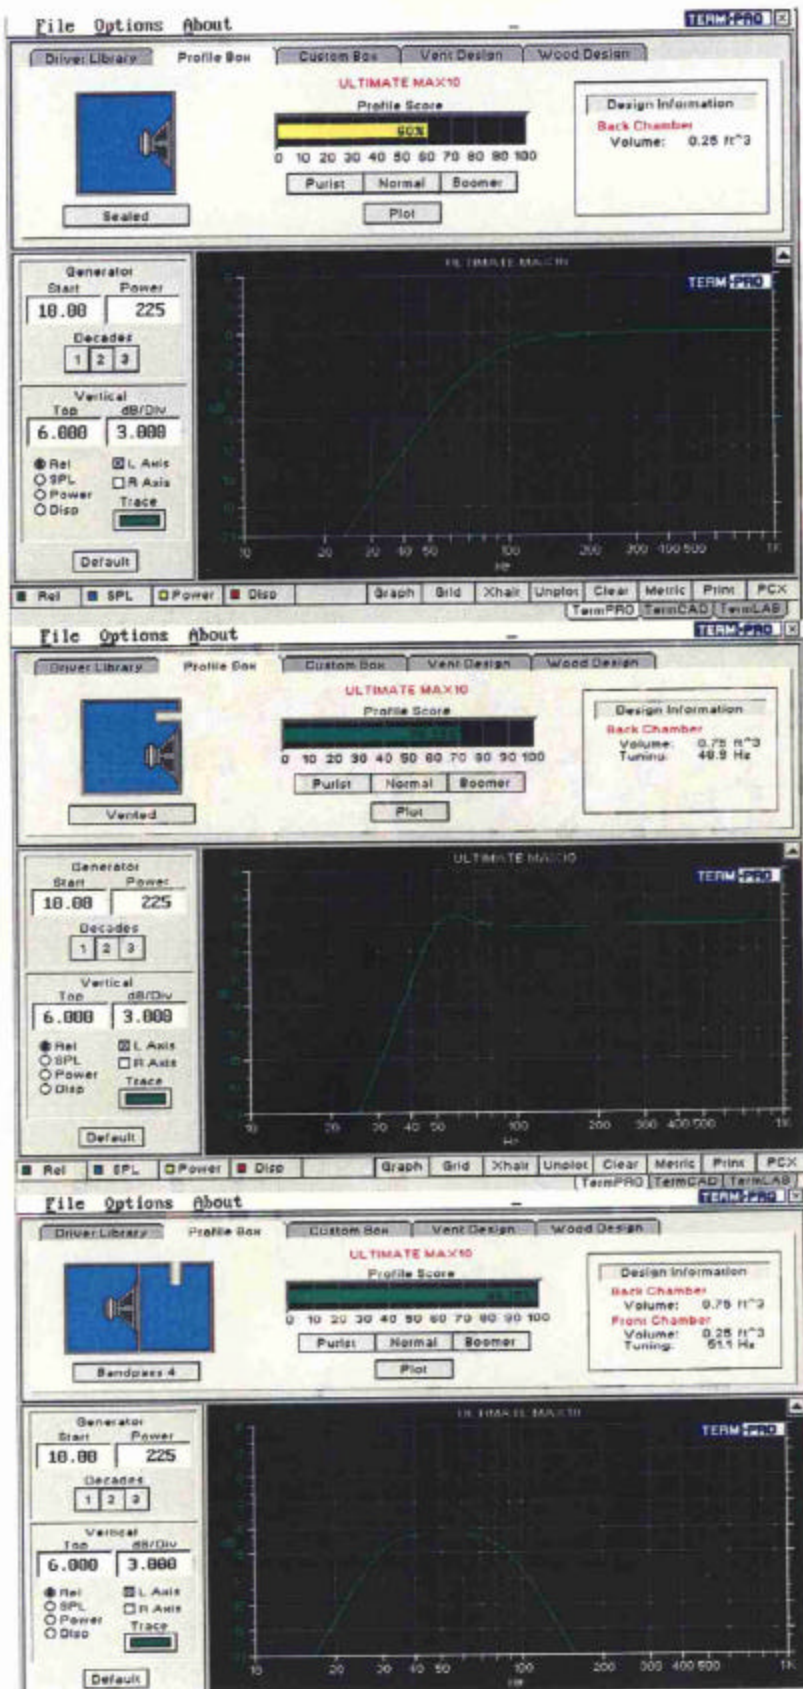 File Options About TERM-PRO
Driver Library Profile Box Custom Box Vent Design Wood Design
ULTIMATE MAX10
Profile Score
60%
0 10 20 30 40 50 60 70 80 90 100
Purist Normal Boomer
Plot
Sealed
Design Information
Back Chamber
Volume: 0.25 ft^3
Generator
Start Power
10.00 225
Decades
1 2 3
Vertical
Top dB/Div
6.000 3.000
Rel L Axis
SPL R Axis
Power Trace
Disp
Default
ULTIMATE MAX10
TERM-PRO
10 20 30 40 50 100 200 300 400 500 1K
Hz
Rel SPL Power Disp Graph Grid Xhair Unplot Clear Metric Print PCX
TermPRO TermCAD TermLAB
File Options About TERM-PRO
Driver Library Profile Box Custom Box Vent Design Wood Design
ULTIMATE MAX10
Profile Score
0 10 20 30 40 50 60 70 80 90 100
Purist Normal Boomer
Plot
Vented
Design Information
Back Chamber
Volume: 0.75 ft^3
Tuning: 48.9 Hz
Generator
Start Power
10.00 225
Decades
1 2 3
Vertical
Top dB/Div
6.000 3.000
Rel L Axis
SPL R Axis
Power Trace
Disp
Default
ULTIMATE MAX10
TERM-PRO
10 20 30 40 50 100 200 300 400 500 1K
Hz
Rel SPL Power Disp Graph Grid Xhair Unplot Clear Metric Print PCX
TermPRO TermCAD TermLAB
File Options About TERM-PRO
Driver Library Profile Box Custom Box Vent Design Wood Design
ULTIMATE MAX10
Profile Score
0 10 20 30 40 50 60 70 80 90 100
Purist Normal Boomer
Plot
Bandpass 4
Design Information
Back Chamber
Volume: 0.75 ft^3
Front Chamber
Volume: 0.25 ft^3
Tuning: 51.1 Hz
Generator
Start Power
10.00 225
Decades
1 2 3
Vertical
Top dB/Div
6.000 3.000
Rel L Axis
SPL R Axis
Power Trace
Disp
Default
ULTIMATE MAX10
TERM-PRO
10 20 30 40 50 100 200 300 400 500 1K
Hz